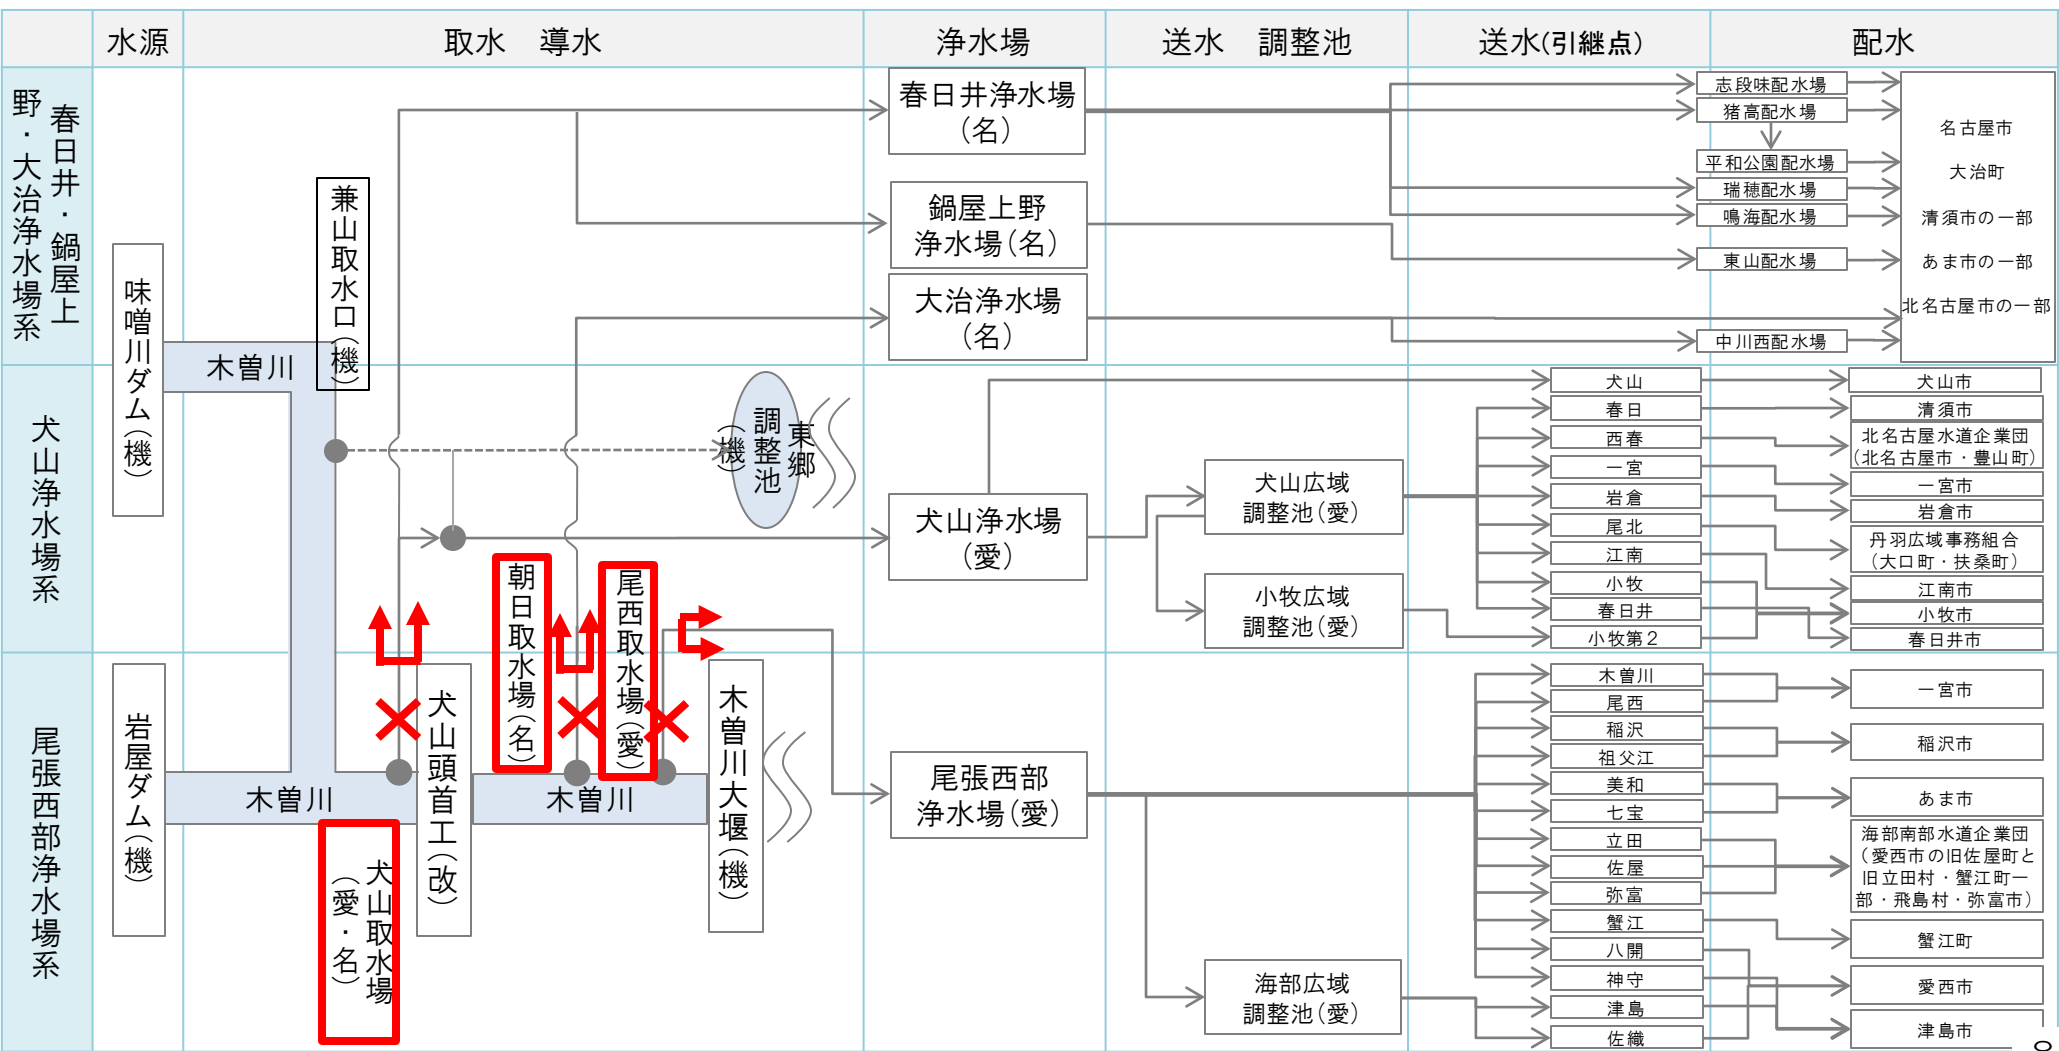 水源
取水　導水
浄水場
送水　調整池
送水(引継点)
配水
春日井・鍋屋上
野・大治浄水場系
犬山浄水場系
尾張西部浄水場系
味噌川ダム(機)
岩屋ダム(機)
木曽川
兼山取水口(機)
木曽川
木曽川
犬山取水場
(愛・名)
犬山頭首工(改)
朝日取水場(名)
尾西取水場(愛)
木曽川大堰(機)
東郷
調整池
(機)
春日井浄水場
(名)
鍋屋上野
浄水場(名)
大治浄水場
(名)
犬山浄水場
(愛)
尾張西部
浄水場(愛)
犬山広域
調整池(愛)
小牧広域
調整池(愛)
海部広域
調整池(愛)
志段味配水場
猪高配水場
平和公園配水場
瑞穂配水場
鳴海配水場
東山配水場
中川西配水場
名古屋市
大治町
清須市の一部
あま市の一部
北名古屋市の一部
犬山
春日
西春
一宮
岩倉
尾北
江南
小牧
春日井
小牧第2
犬山市
清須市
北名古屋水道企業団
(北名古屋市・豊山町)
一宮市
岩倉市
丹羽広域事務組合
(大口町・扶桑町)
江南市
小牧市
春日井市
木曽川
尾西
稲沢
祖父江
美和
七宝
立田
佐屋
弥富
蟹江
八開
神守
津島
佐織
一宮市
稲沢市
あま市
海部南部水道企業団
(愛西市の旧佐屋町と
旧立田村・蟹江町一
部・飛島村・弥富市)
蟹江町
愛西市
津島市